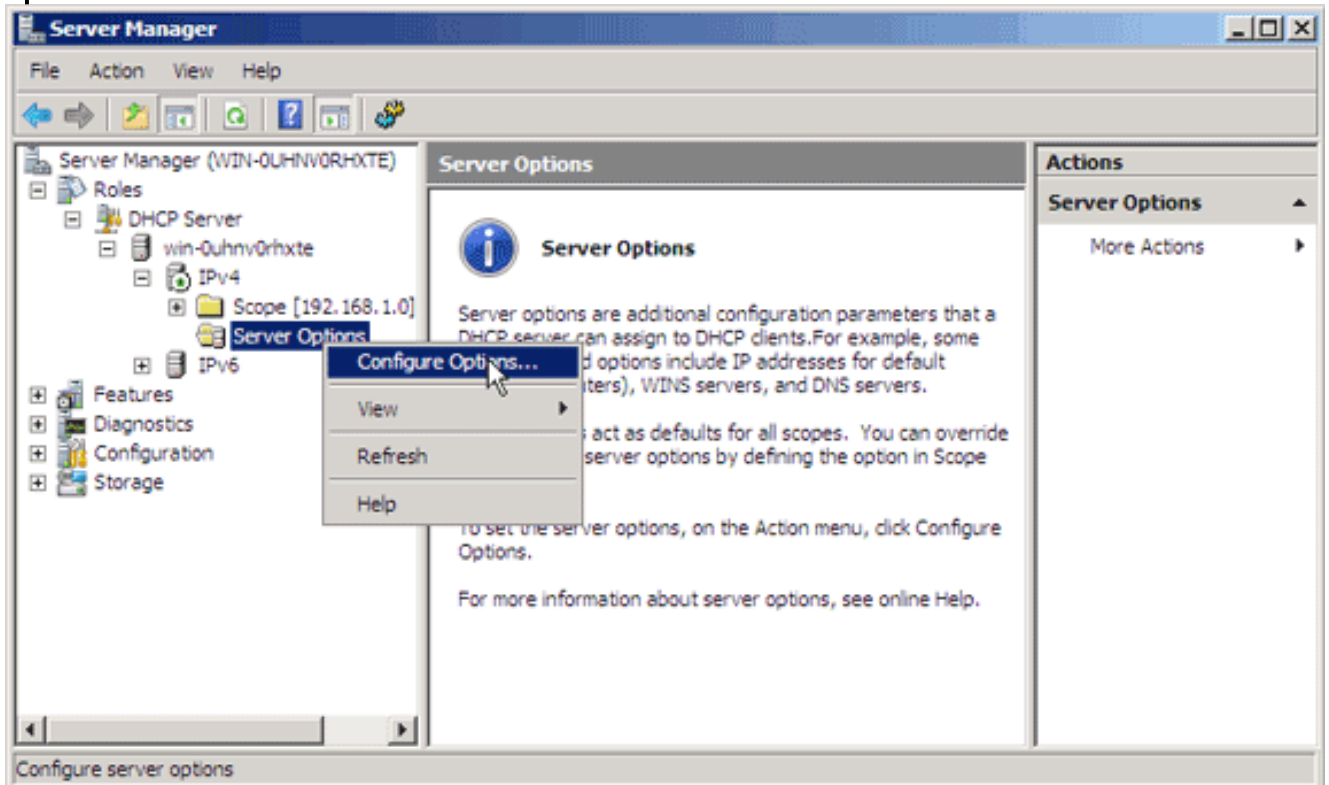 Server Manager
File Action View Help
Server Manager (WIN-0UHNV0RHXTE)
Roles
DHCP Server
win-0uhnv0rhxte
IPv4
Scope [192.168.1.0]
Server Options
IPv6
Features
Diagnostics
Configuration
Storage
Configure Options...
View
Refresh
Help
Server Options
Server Options
Server options are additional configuration parameters that a
DHCP server can assign to DHCP clients.For example, some
d options include IP addresses for default
ters), WINS servers, and DNS servers.
act as defaults for all scopes. You can override
server options by defining the option in Scope
To set the server options, on the Action menu, click Configure
Options.
For more information about server options, see online Help.
Actions
Server Options
More Actions
Configure server options